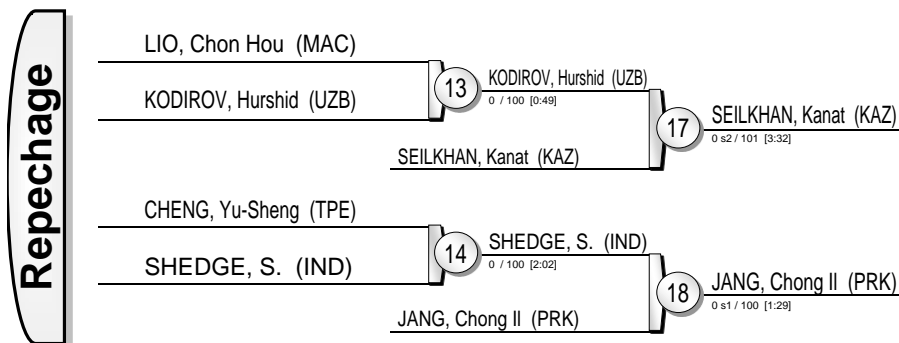 Repechage
LIO, Chon Hou (MAC)
KODIROV, Hurshid (UZB)
13
KODIROV, Hurshid (UZB)
0 / 100 [0:49]
SEILKHAN, Kanat (KAZ)
17
SEILKHAN, Kanat (KAZ)
0 s2 / 101 [3:32]
CHENG, Yu-Sheng (TPE)
SHEDGE, S. (IND)
14
SHEDGE, S. (IND)
0 / 100 [2:02]
JANG, Chong Il (PRK)
18
JANG, Chong Il (PRK)
0 s1 / 100 [1:29]